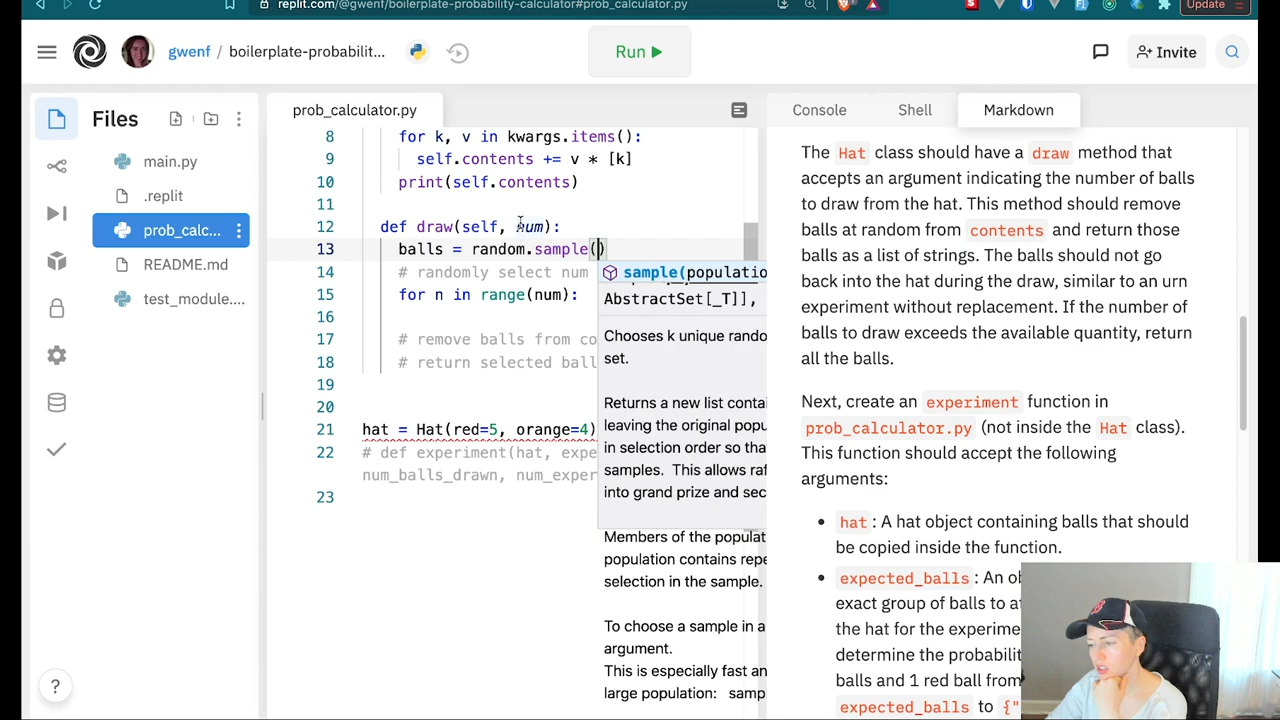 replit.com/@gwenf/boilerplate-probability-calculator#prob_calculator.py
Update
gwenf / boilerplate-probabilit...
Run
Invite
Files
main.py
.replit
prob_calc...
README.md
test_module....
prob_calculator.py
8 for k, v in kwargs.items():
9 self.contents += v * [k]
10 print(self.contents)
11
12 def draw(self, num):
13 balls = random.sample()
14 # randomly select num
15 for n in range(num):
16
17 # remove balls from co
18 # return selected ball
19
20
21 hat = Hat(red=5, orange=4)
22 # def experiment(hat, expe
num_balls_drawn, num_exper
23
sample(populatio
AbstractSet[_T]],
Chooses k unique rando
set.
Returns a new list contai
leaving the original popu
in selection order so tha
samples. This allows raf
into grand prize and sec
Members of the populat
population contains repe
selection in the sample.
To choose a sample in a
argument.
This is especially fast an
large population: samp
Console
Shell
Markdown
The Hat class should have a draw method that
accepts an argument indicating the number of balls
to draw from the hat. This method should remove
balls at random from contents and return those
balls as a list of strings. The balls should not go
back into the hat during the draw, similar to an urn
experiment without replacement. If the number of
balls to draw exceeds the available quantity, return
all the balls.
Next, create an experiment function in
prob_calculator.py (not inside the Hat class).
This function should accept the following
arguments:
• hat: A hat object containing balls that should
be copied inside the function.
• expected_balls: An ob
exact group of balls to at
the hat for the experime
determine the probabilit
balls and 1 red ball from
expected_balls to {"
?